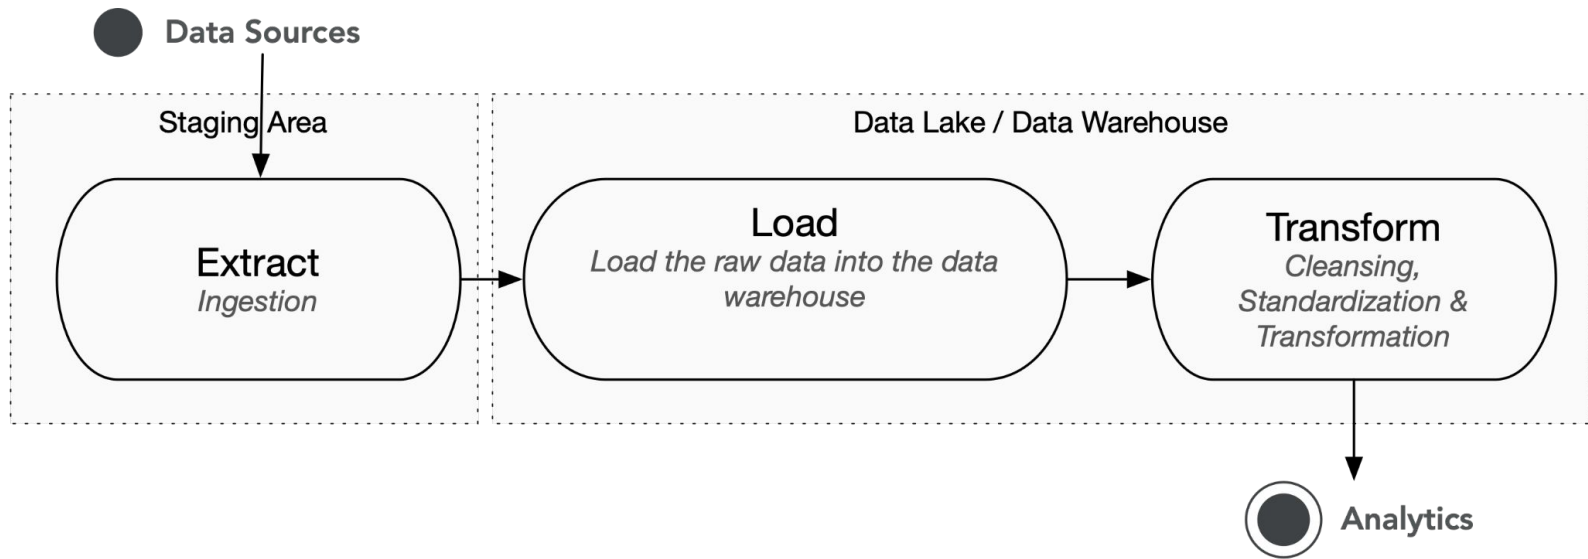 Data Sources
Staging Area
Data Lake / Data Warehouse
Extract
Ingestion
Load
Load the raw data into the data
warehouse
Transform
Cleansing,
Standardization &
Transformation
Analytics